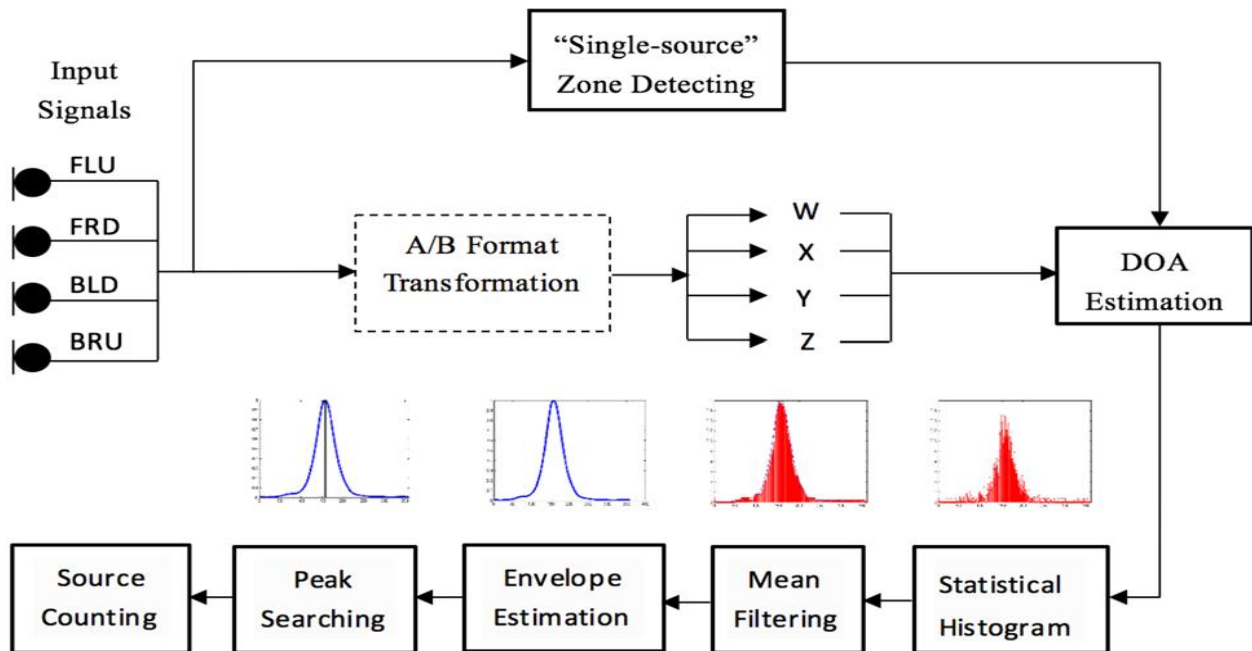 “Single-source”
Zone Detecting
Input
Signals
FLU
FRD
BLD
BRU
A/B Format
Transformation
W
X
Y
Z
DOA
Estimation
Source
Counting
Peak
Searching
Envelope
Estimation
Mean
Filtering
Statistical
Histogram